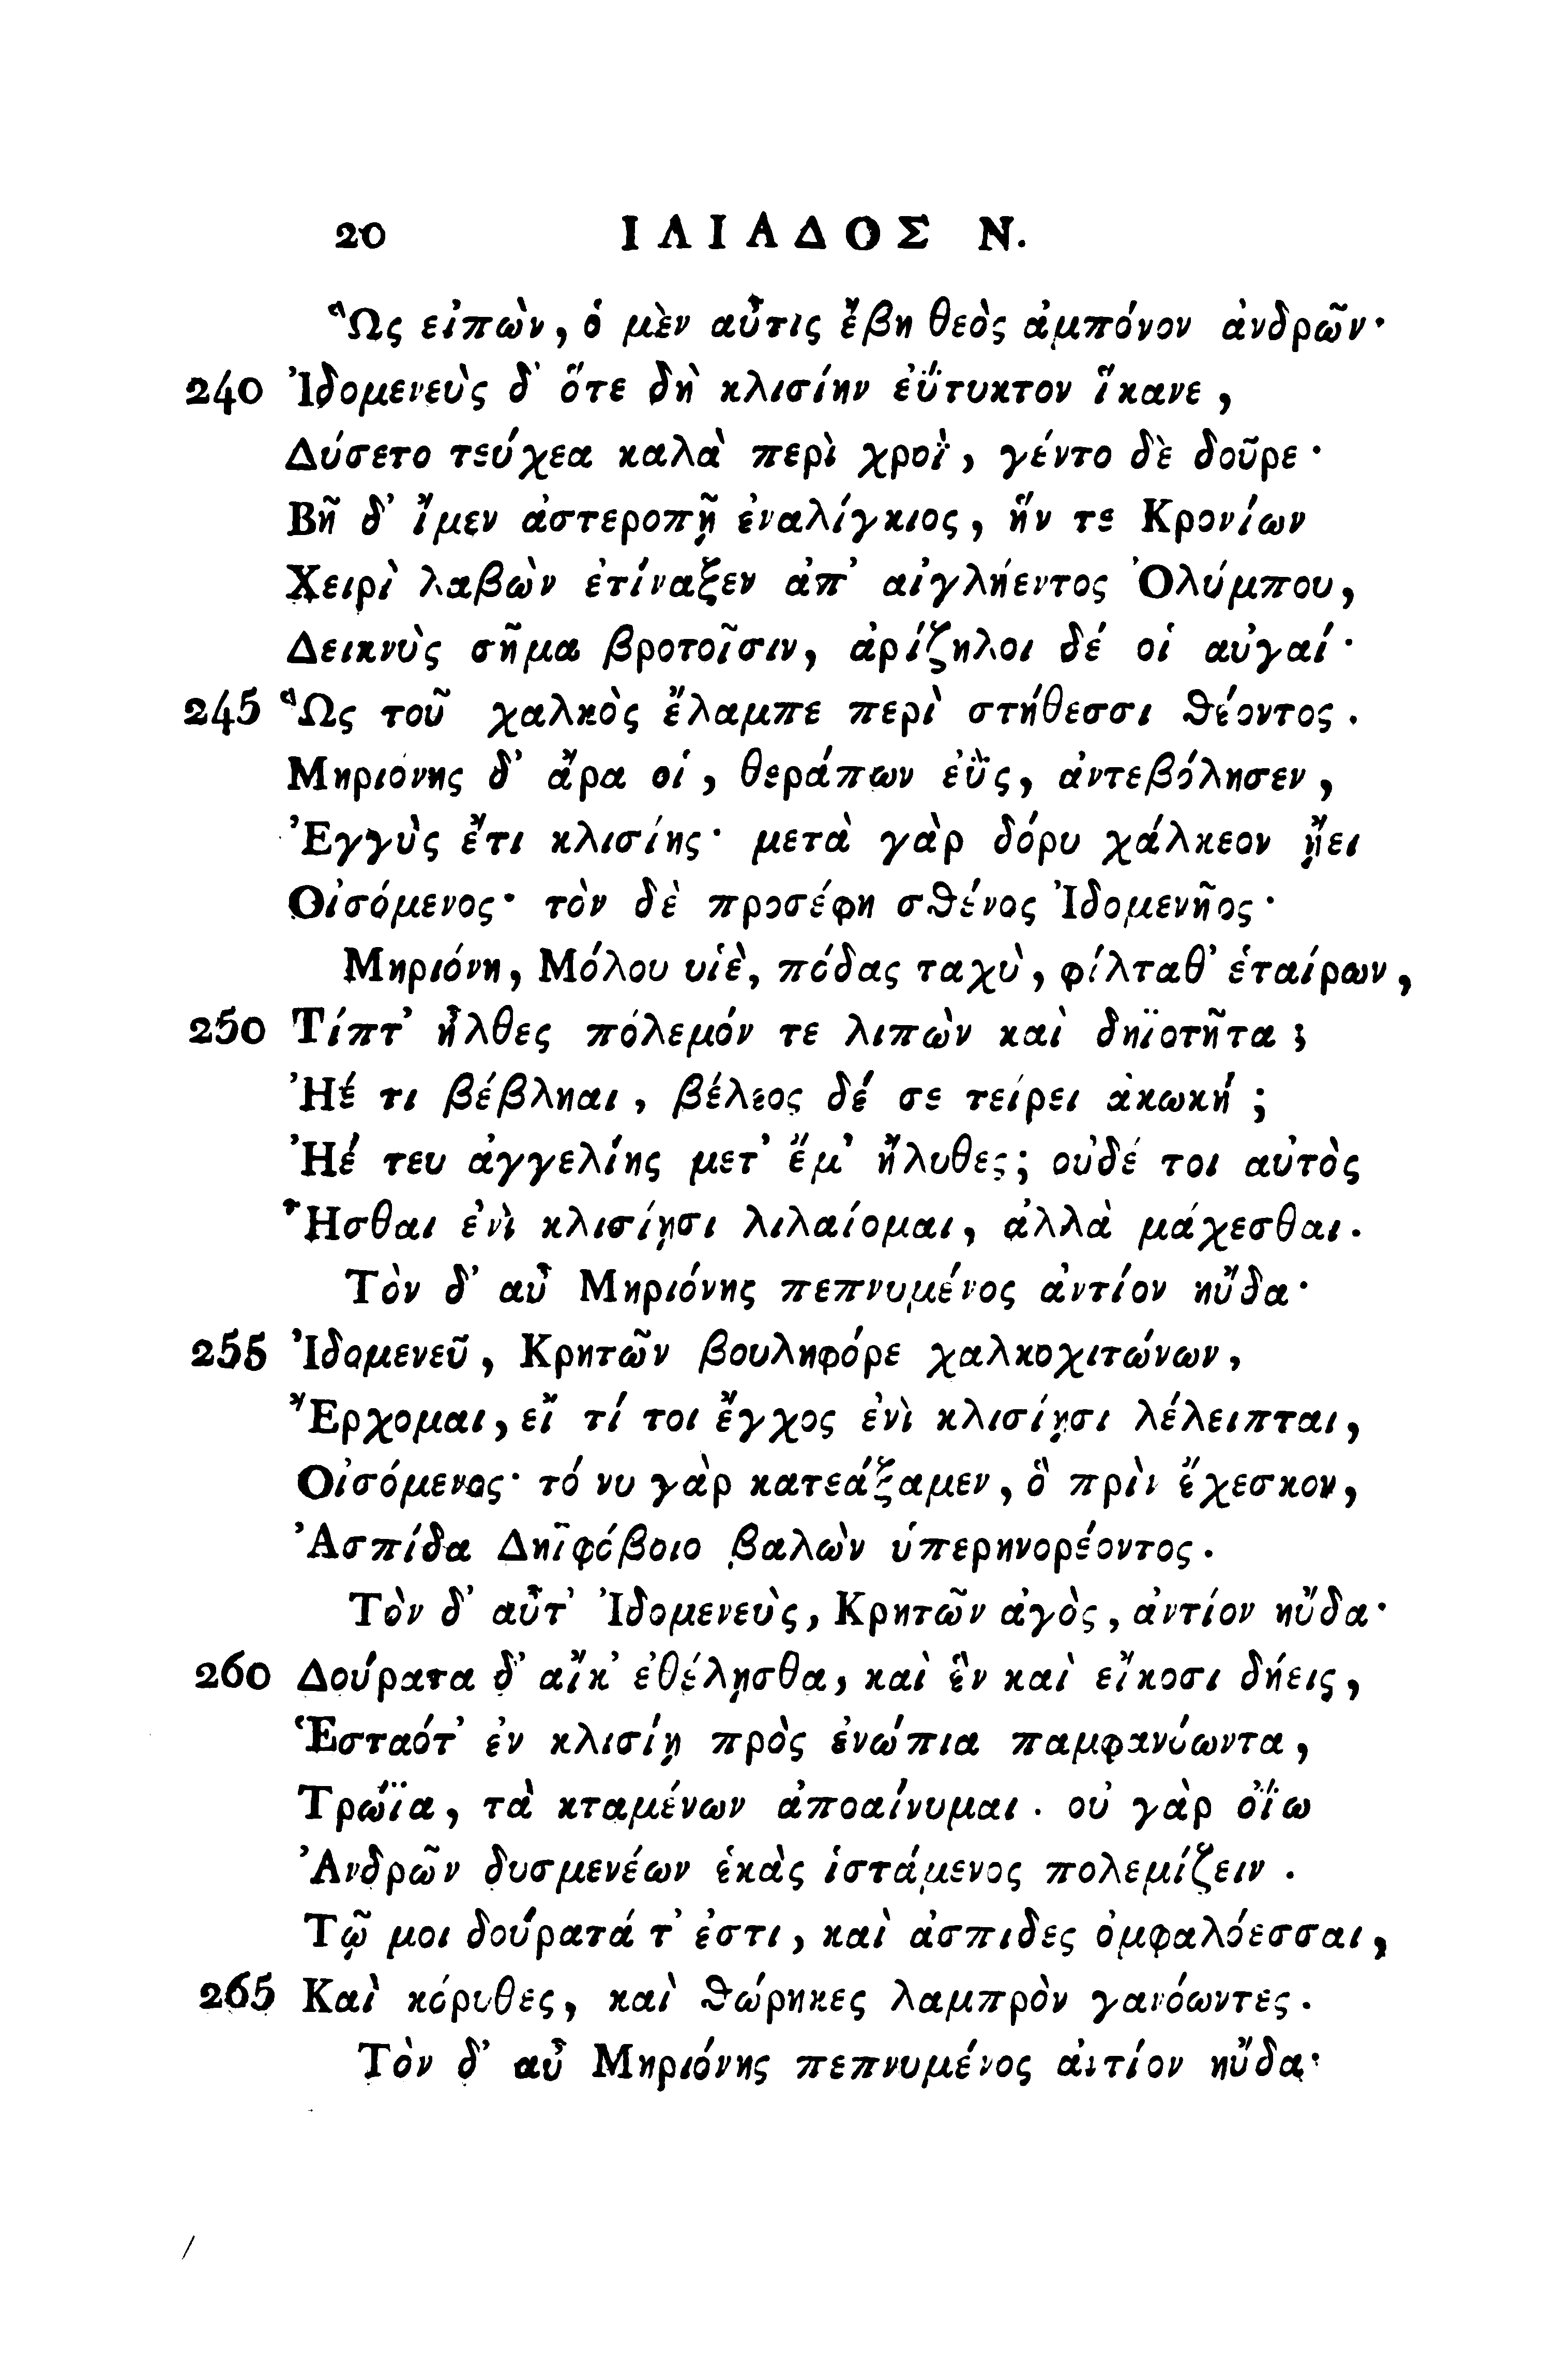 20 ΙΛΙΑΔΟΣ Ν.
Ὣς εἰπὼν, ὁ μὲν αὖτις ἔβη θεὸς ἀμπόνον ἀνδρῶν·
240 Ἰδομενεὺς δ' ὅτε δὴ κλισίην ἐΰτυκτον ἵκανε,
Δύσετο τεύχεα καλὰ περὶ χροῒ, γέντο δὲ δοῦρε·
Βῆ δ' ἴμεν ἀστεροπῇ ἐναλίγκιος, ἥν τε Κρονίων
Χειρὶ λαβὼν ἐτίναξεν ἀπ' αἰγλήεντος Ὀλύμπου,
Δεικνὺς σῆμα βροτοῖσιν, ἀρίζηλοι δέ οἱ αὐγαί·
245 Ὣς τοῦ χαλκὸς ἔλαμπε περὶ στήθεσσι ϑέοντος.
Μηριόνης δ' ἄρα οἱ, θεράπων ἐῢς, ἀντεβόλησεν,
Ἐγγὺς ἔτι κλισίης· μετὰ γὰρ δόρυ χάλκεον ᾔει
Οἰσόμενος· τὸν δὲ προσέφη σϑένος Ἰδομενῆος·
Μηριόνη, Μόλου υἱὲ, πόδας ταχὺ, φίλταθ' ἑταίρων,
250 Τίπτ' ἦλθες πόλεμόν τε λιπὼν καὶ δηϊοτῆτα;
Ἠέ τι βέβληαι, βέλεος δέ σε τείρει ἀκωκή;
Ἠέ τευ ἀγγελίης μετ' ἔμ' ἤλυθες; οὐδέ τοι αὐτὸς
Ἧσθαι ἐνὶ κλισίῃσι λιλαίομαι, ἀλλὰ μάχεσθαι.
Τὸν δ' αὖ Μηριόνης πεπνυμένος ἀντίον ηὔδα·
255 Ἰδομενεῦ, Κρητῶν βουληφόρε χαλκοχιτώνων,
Ἔρχομαι, εἴ τί τοι ἔγχος ἐνὶ κλισίῃσι λέλειπται,
Οἰσόμενος· τό νυ γὰρ κατεάξαμεν, ὃ πρὶν ἔχεσκον,
Ἀσπίδα Δηϊφόβοιο βαλὼν ὑπερηνορέοντος.
Τὸν δ' αὖτ' Ἰδομενεὺς, Κρητῶν ἀγὸς, ἀντίον ηὔδα·
260 Δούρατα δ' αἴκ' ἐθέλῃσθα, καὶ ἓν καὶ εἴκοσι δήεις,
Ἑσταότ' ἐν κλισίῃ πρὸς ἐνώπια παμφανόωντα,
Τρώϊα, τὰ κταμένων ἀποαίνυμαι. οὐ γὰρ ὀΐω
Ἀνδρῶν δυσμενέων ἑκὰς ἱστάμενος πολεμίζειν.
Τῷ μοι δούρατά τ' ἐστι, καὶ ἀσπιδες ὀμφαλόεσσαι,
265 Καὶ κόρυθες, καὶ ϑώρηκες λαμπρὸν γανόωντες.
Τὸν δ' αὖ Μηριόνης πεπνυμένος ἀντίον ηὔδα·